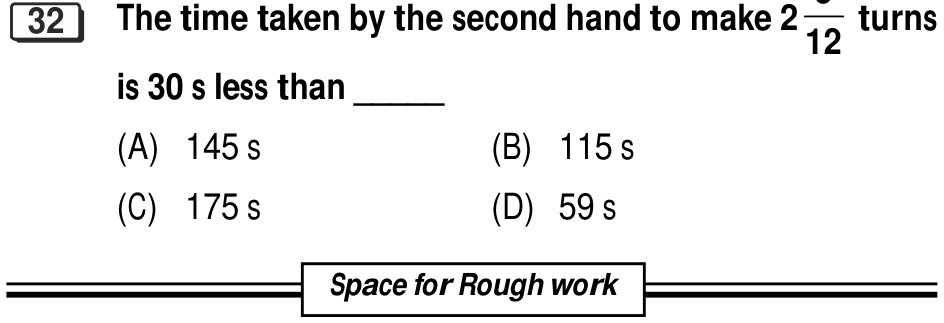 32 The time taken by the second hand to make 2 /12 turns
is 30 s less than _____
(A) 145 s (B) 115 s
(C) 175 s (D) 59 s
Space for Rough work